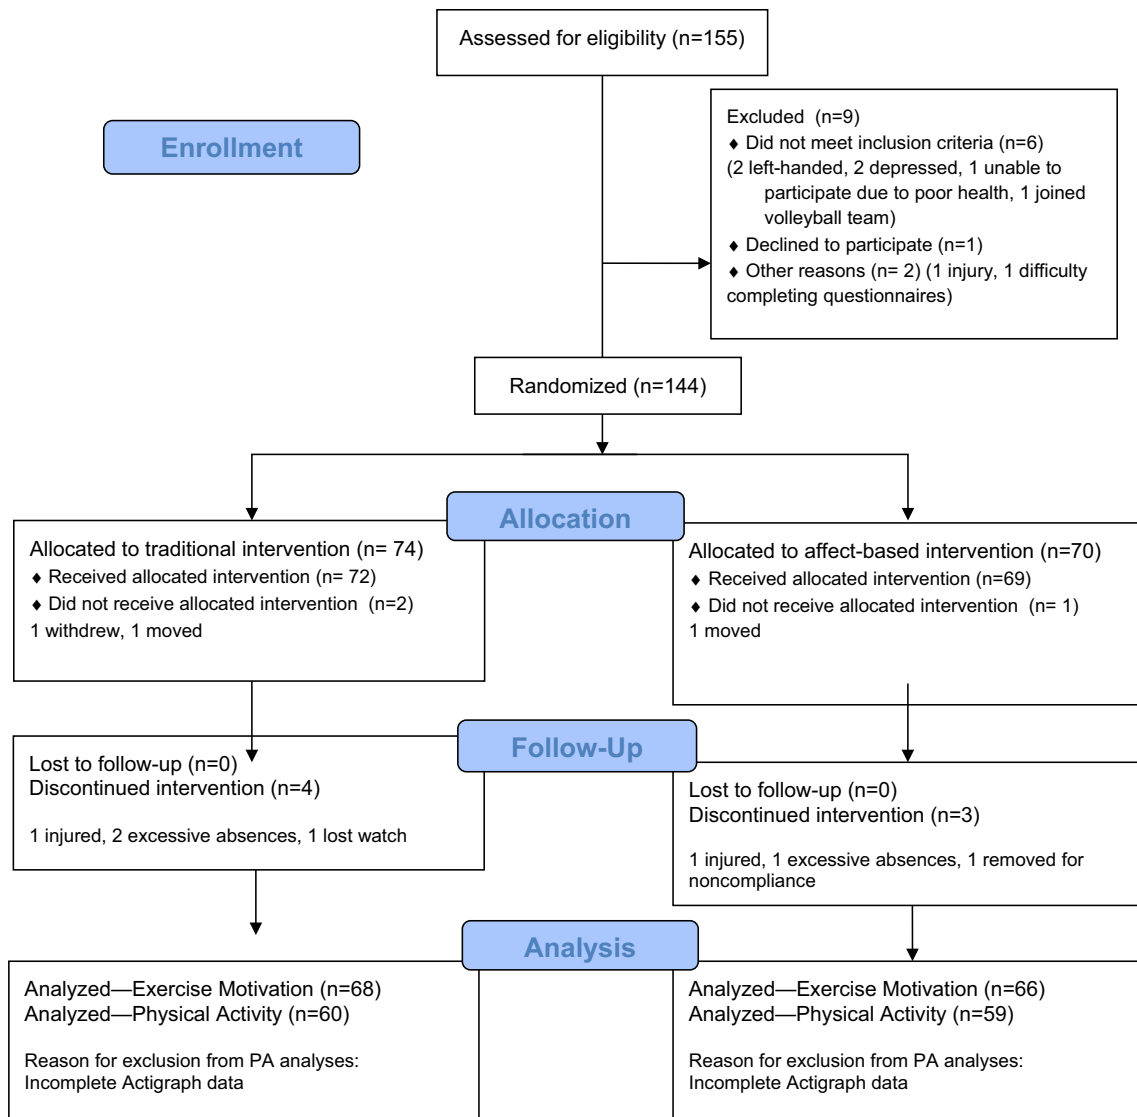 Assessed for eligibility (n=155)
Enrollment
Excluded  (n=9)
♦ Did not meet inclusion criteria (n=6)
(2 left-handed, 2 depressed, 1 unable to
participate due to poor health, 1 joined
volleyball team)
♦ Declined to participate (n=1)
♦ Other reasons (n= 2) (1 injury, 1 difficulty
completing questionnaires)
Randomized (n=144)
Allocation
Allocated to traditional intervention (n= 74)
♦ Received allocated intervention (n= 72)
♦ Did not receive allocated intervention  (n=2)
1 withdrew, 1 moved
Allocated to affect-based intervention (n=70)
♦ Received allocated intervention (n=69)
♦ Did not receive allocated intervention  (n= 1)
1 moved
Follow-Up
Lost to follow-up (n=0)
Discontinued intervention (n=4)
1 injured, 2 excessive absences, 1 lost watch
Lost to follow-up (n=0)
Discontinued intervention (n=3)
1 injured, 1 excessive absences, 1 removed for
noncompliance
Analysis
Analyzed—Exercise Motivation (n=68)
Analyzed—Physical Activity (n=60)
Reason for exclusion from PA analyses:
Incomplete Actigraph data
Analyzed—Exercise Motivation (n=66)
Analyzed—Physical Activity (n=59)
Reason for exclusion from PA analyses:
Incomplete Actigraph data